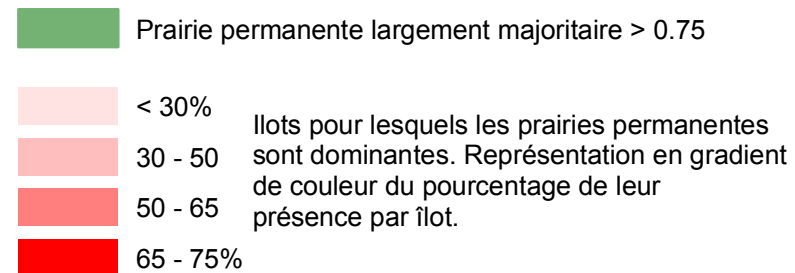 Prairie permanente largement majoritaire > 0.75
< 30%
30 - 50
50 - 65
65 - 75%
Ilots pour lesquels les prairies permanentes
sont dominantes. Représentation en gradient
de couleur du pourcentage de leur
présence par îlot.